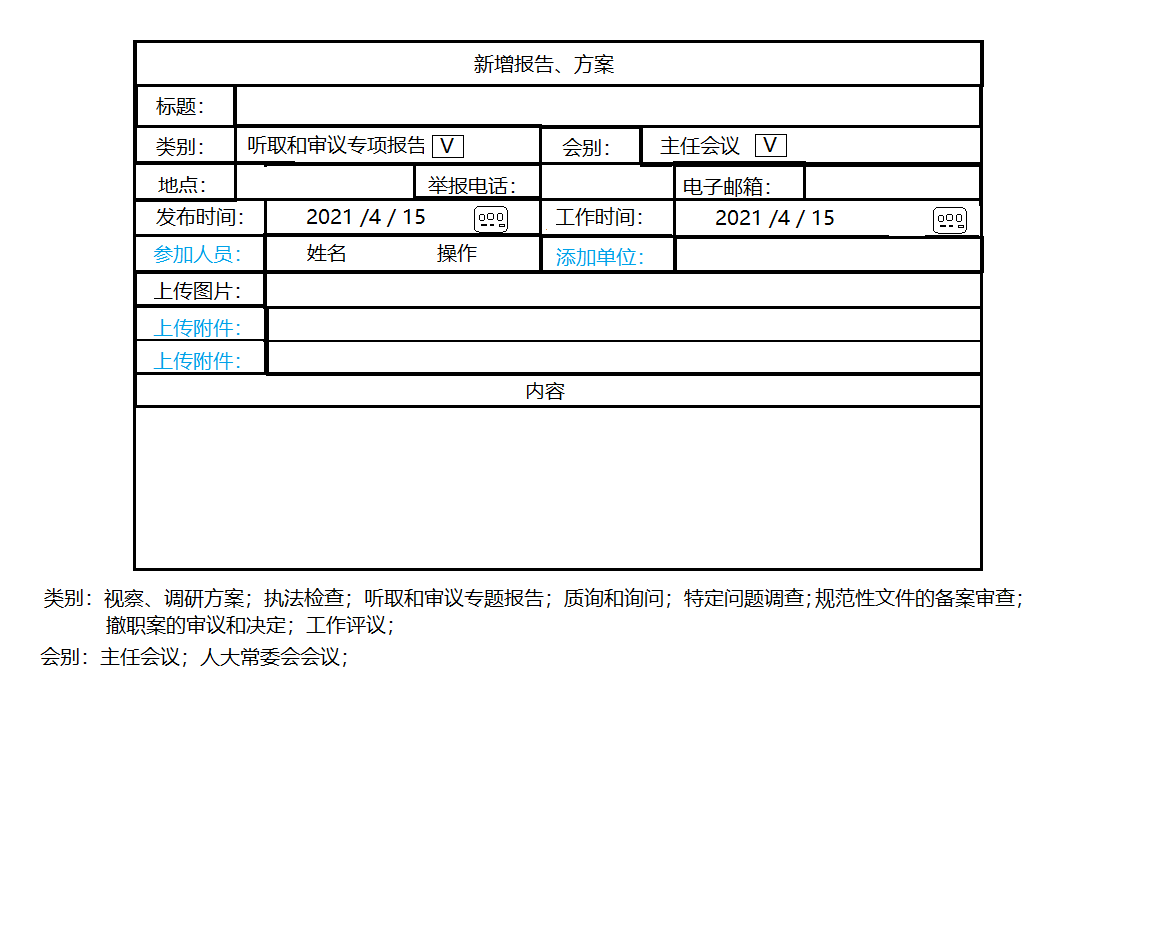 新增报告、方案
标题：
类别： 听取和审议专项报告 V 会别： 主任会议 V
地点： 举报电话： 电子邮箱：
发布时间： 2021 /4 / 15 工作时间： 2021 /4 / 15
参加人员： 姓名 操作 添加单位：
上传图片：
上传附件：
上传附件：
内容
类别：视察、调研方案；执法检查；听取和审议专题报告；质询和询问；特定问题调查；规范性文件的备案审查；
撤职案的审议和决定；工作评议；
会别：主任会议；人大常委会会议；